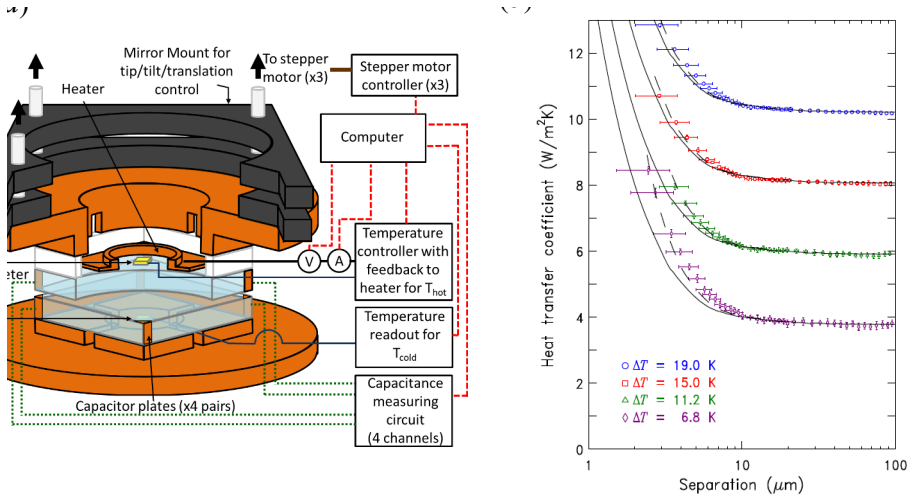 Mirror Mount for
tip/tilt/translation
control
Heater
To stepper
motor (x3)
Stepper motor
controller (x3)
Computer
V
A
Temperature
controller with
feedback to
heater for T_hot
Temperature
readout for
T_cold
Capacitance
measuring
circuit
(4 channels)
Capacitor plates (x4 pairs)
Heat transfer coefficient (W/m²K)
12
10
8
6
4
2
0
ΔT = 19.0 K
ΔT = 15.0 K
ΔT = 11.2 K
ΔT = 6.8 K
1
10
100
Separation (μm)